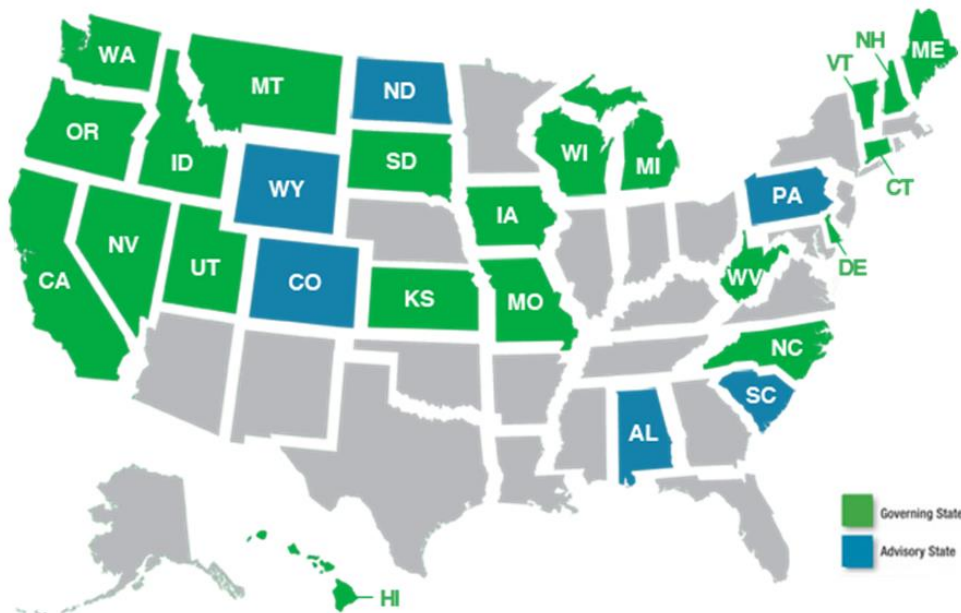 WA
MT
ND
VT
NH
ME
OR
ID
SD
WI
MI
WY
IA
PA
CT
NV
UT
CO
CA
KS
MO
WV
DE
NC
SC
AL
HI
Governing State
Advisory State